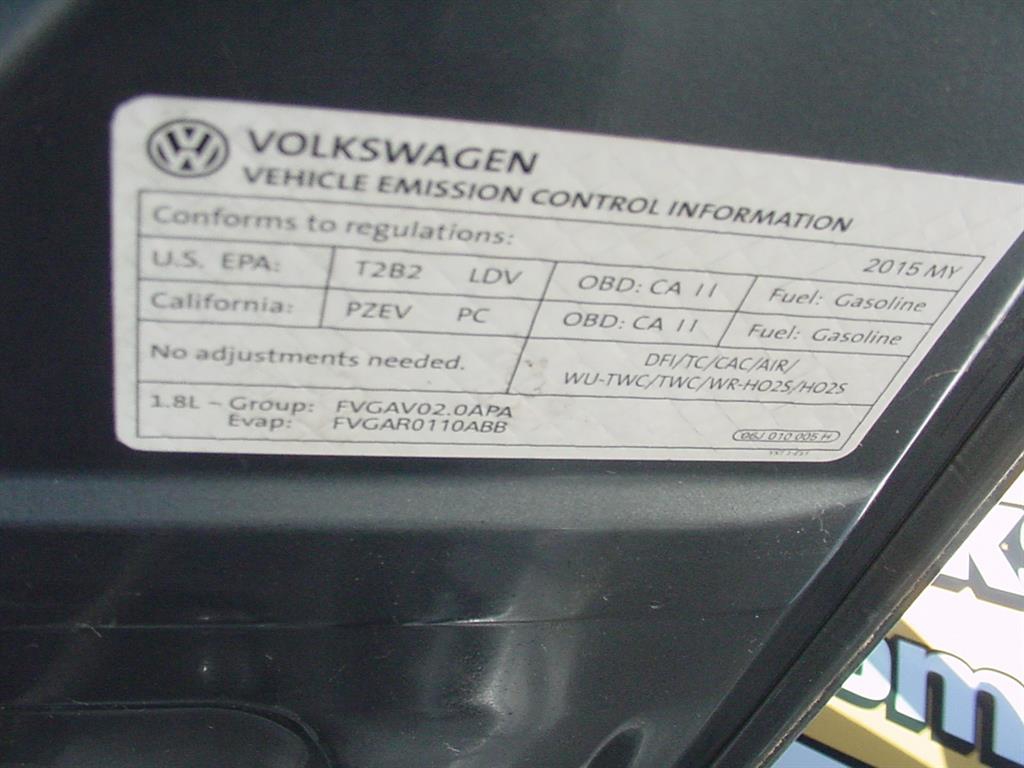 VOLKSWAGEN
VEHICLE EMISSION CONTROL INFORMATION
Conforms to regulations: 2015 MY
U.S. EPA: T2B2 LDV OBD: CA II Fuel: Gasoline
California: PZEV PC OBD: CA II Fuel: Gasoline
No adjustments needed.
DFI/TC/CAC/AIR/
WU-TWC/TWC/WR-HO2S/HO2S
1.8L – Group: FVGAV02.0APA
Evap: FVGAR0110ABB
06J 010 005 H